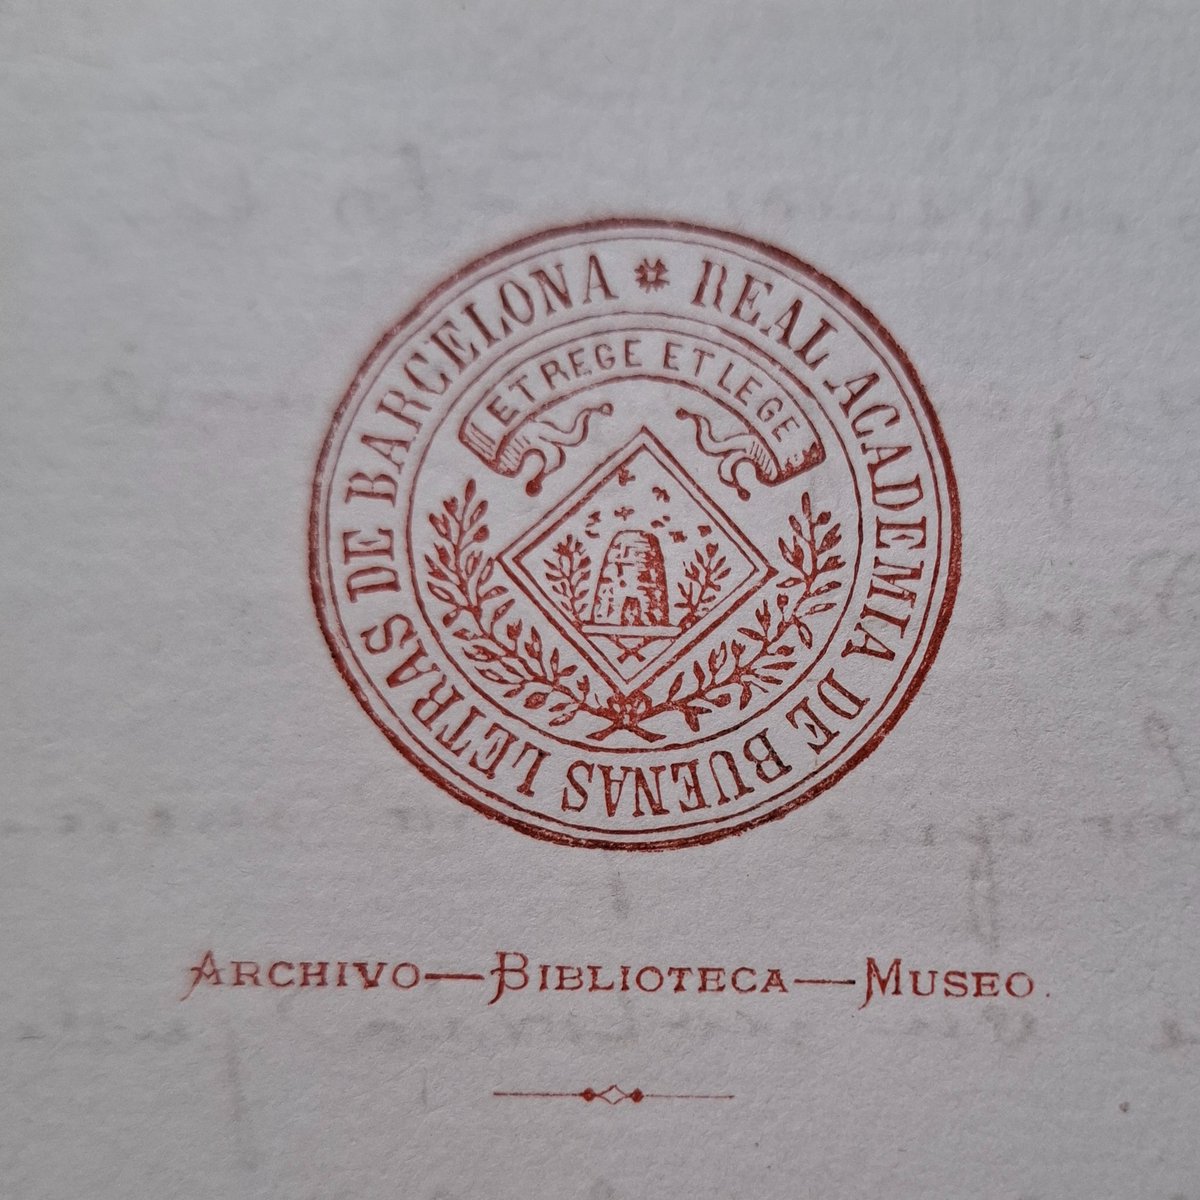 REAL ACADEMIA DE BUENAS LETRAS DE BARCELONA
ET REGE ET LEGE
ARCHIVO—BIBLIOTECA—MUSEO.